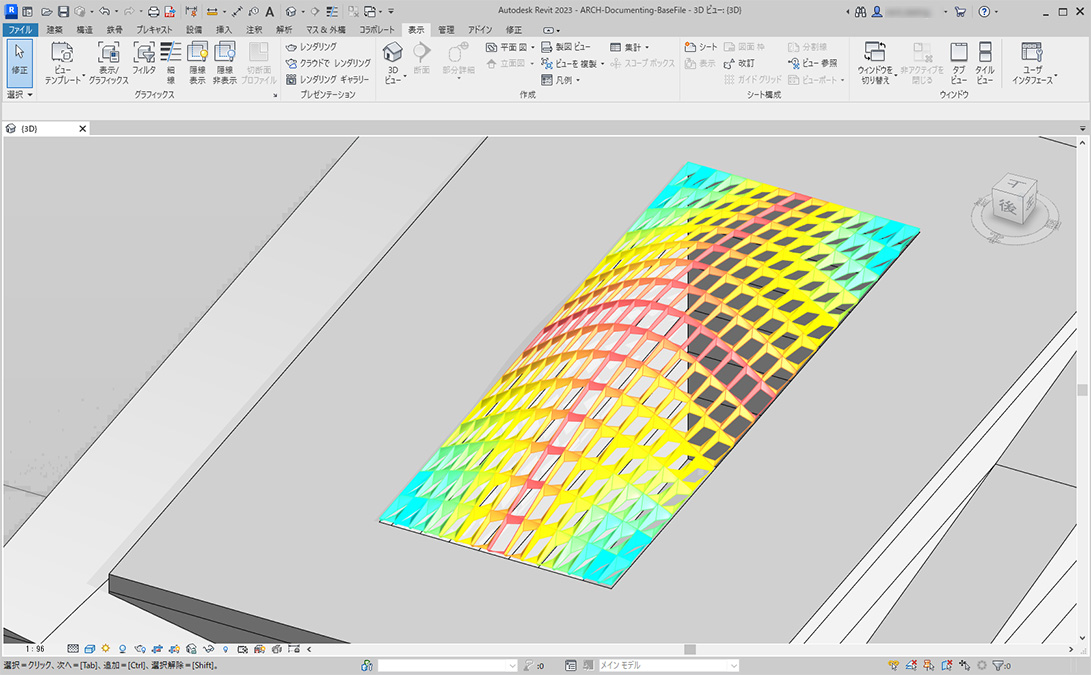 Autodesk Revit 2023 - ARCH-Documenting-BaseFile - 3D ビュー: {3D}
ファイル 建築 構造 鉄骨 プレキャスト 設備 挿入 注釈 解析 マス & 外構 コラボレート 表示 管理 アドイン 修正
修正
選択
ビュー
テンプレート
表示/
グラフィックス
フィルタ
細
線
隠線
表示
隠線
非表示
切断面
プロファイル
グラフィックス
レンダリング
クラウドで レンダリング
レンダリング ギャラリー
プレゼンテーション
3D
ビュー
断面
部分詳細
平面 図
立面図
製図 ビュー
ビューを 複製
凡例
集計
スコープ ボックス
作成
シート
表示
図面 枠
改訂
ガイド グリッド
分割線
ビュー 参照
ビューポート
シート構成
ウィンドウを
切り替え
非アクティブを
閉じる
タブ
ビュー
タイル
ビュー
ウィンドウ
ユーザ
インタフェース
{3D}
後
1 : 96
選択=クリック、次へ=[Tab]、追加=[Ctrl]、選択解除=[Shift]。
:0
メイン モデル
:0